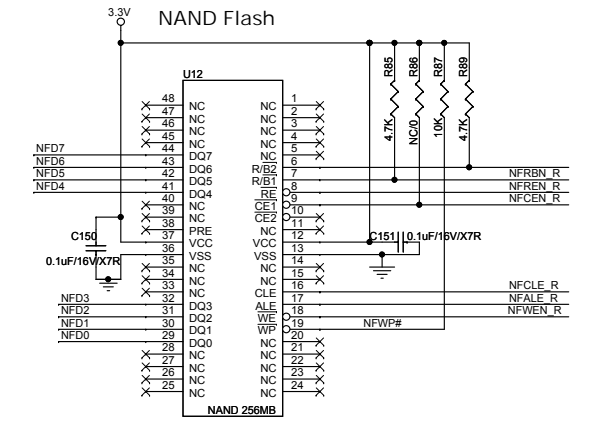 3.3V
NAND Flash
U12
R85
R86
R87
R89
4.7K
NC/0
10K
4.7K
48 NC NC 1
47 NC NC 2
46 NC NC 3
45 NC NC 4
NFD7 44 DQ7 NC 5
NFD6 43 DQ6 R/B2 6
NFD5 42 DQ5 R/B1 7 NFRBN_R
NFD4 41 DQ4 RE 8 NFREN_R
40 NC CE1 9 NFCEN_R
39 NC CE2 10
38 PRE NC 11
37 VCC VCC 12
36 VSS VSS 13
C150
0.1uF/16V/X7R
C151 0.1uF/16V/X7R
35 NC NC 14
34 NC NC 15
33 NC CLE 16 NFCLE_R
NFD3 32 DQ3 ALE 17 NFALE_R
NFD2 31 DQ2 WE 18 NFWEN_R
NFD1 30 DQ1 WP 19 NFWP#
NFD0 29 DQ0 NC 20
28 NC NC 21
27 NC NC 22
26 NC NC 23
25 NC NC 24
NAND 256MB